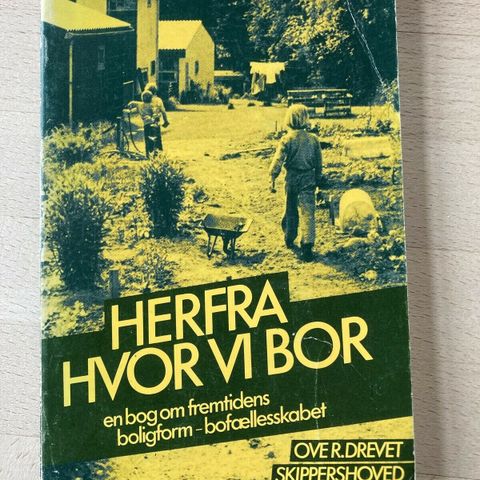 HERFRA
HVOR VI BOR
en bog om fremtidens
boligform - bofællesskabet
OVE R. DREVET
SKIPPERSHOVED